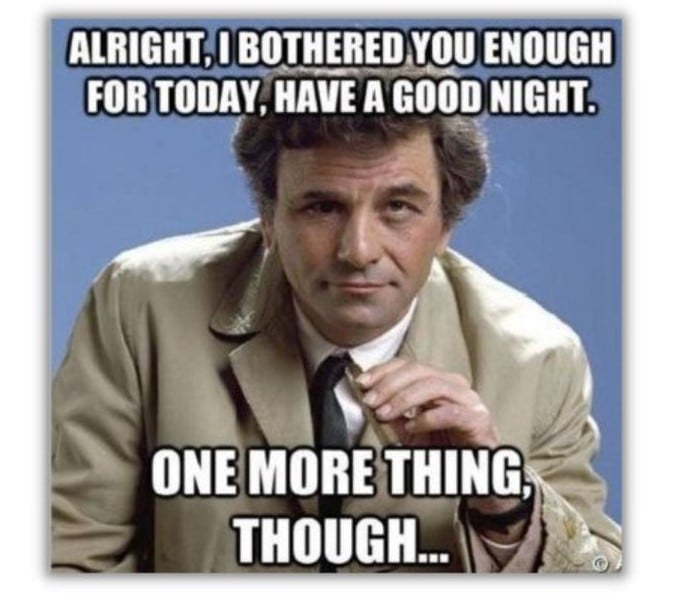 ALRIGHT, I BOTHERED YOU ENOUGH
FOR TODAY, HAVE A GOOD NIGHT.
ONE MORE THING,
THOUGH...
©